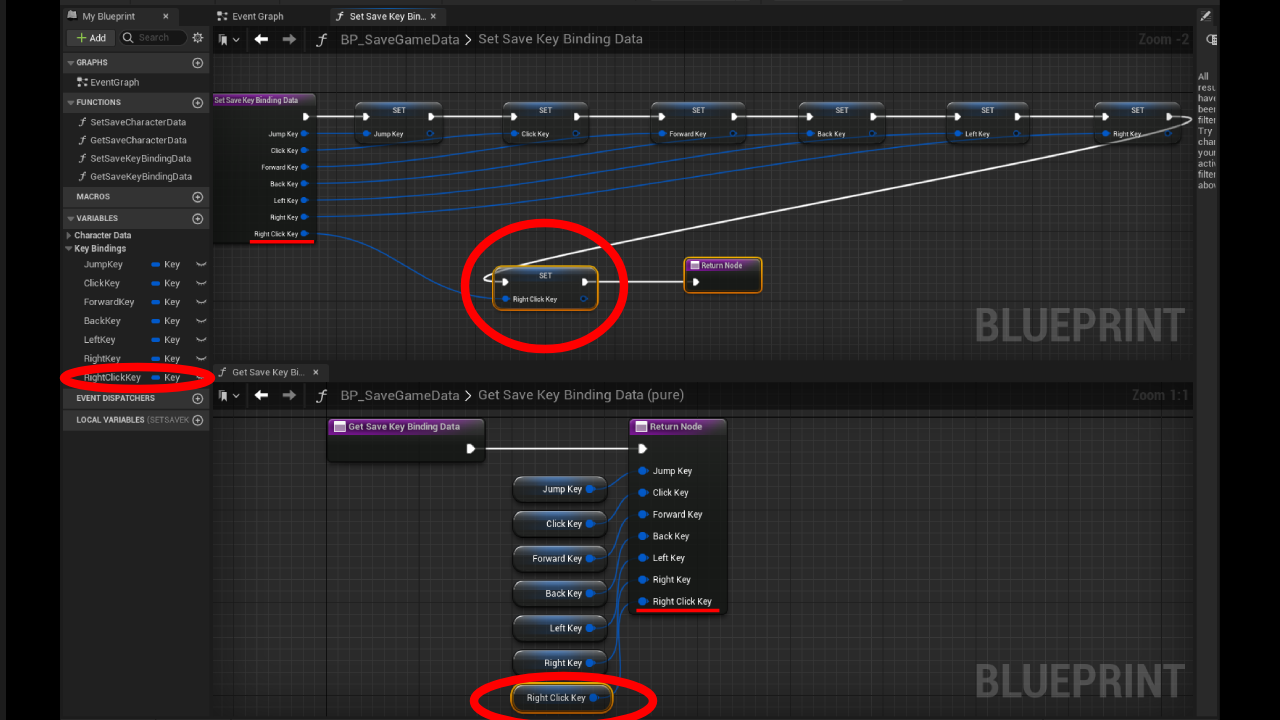 My Blueprint
Event Graph
Set Save Key Bin...
+ Add
Search
BP_SaveGameData > Set Save Key Binding Data
Zoom -2
GRAPHS
EventGraph
FUNCTIONS
SetSaveCharacterData
GetSaveCharacterData
SetSaveKeyBindingData
GetSaveKeyBindingData
MACROS
VARIABLES
Character Data
Key Bindings
JumpKey Key
ClickKey Key
ForwardKey Key
BackKey Key
LeftKey Key
RightKey Key
RightClickKey Key
EVENT DISPATCHERS
LOCAL VARIABLES (SETSAVEK
Set Save Key Binding Data
Jump Key
Click Key
Forward Key
Back Key
Left Key
Right Key
Right Click Key
SET
Jump Key
SET
Click Key
SET
Forward Key
SET
Back Key
SET
Left Key
SET
Right Key
SET
Right Click Key
Return Node
BLUEPRINT
All
resu
have
been
filter
Try
chan
your
activ
filter
abov
Get Save Key Bi...
BP_SaveGameData > Get Save Key Binding Data (pure)
Zoom 1:1
Get Save Key Binding Data
Jump Key
Click Key
Forward Key
Back Key
Left Key
Right Key
Right Click Key
Return Node
Jump Key
Click Key
Forward Key
Back Key
Left Key
Right Key
Right Click Key
BLUEPRINT